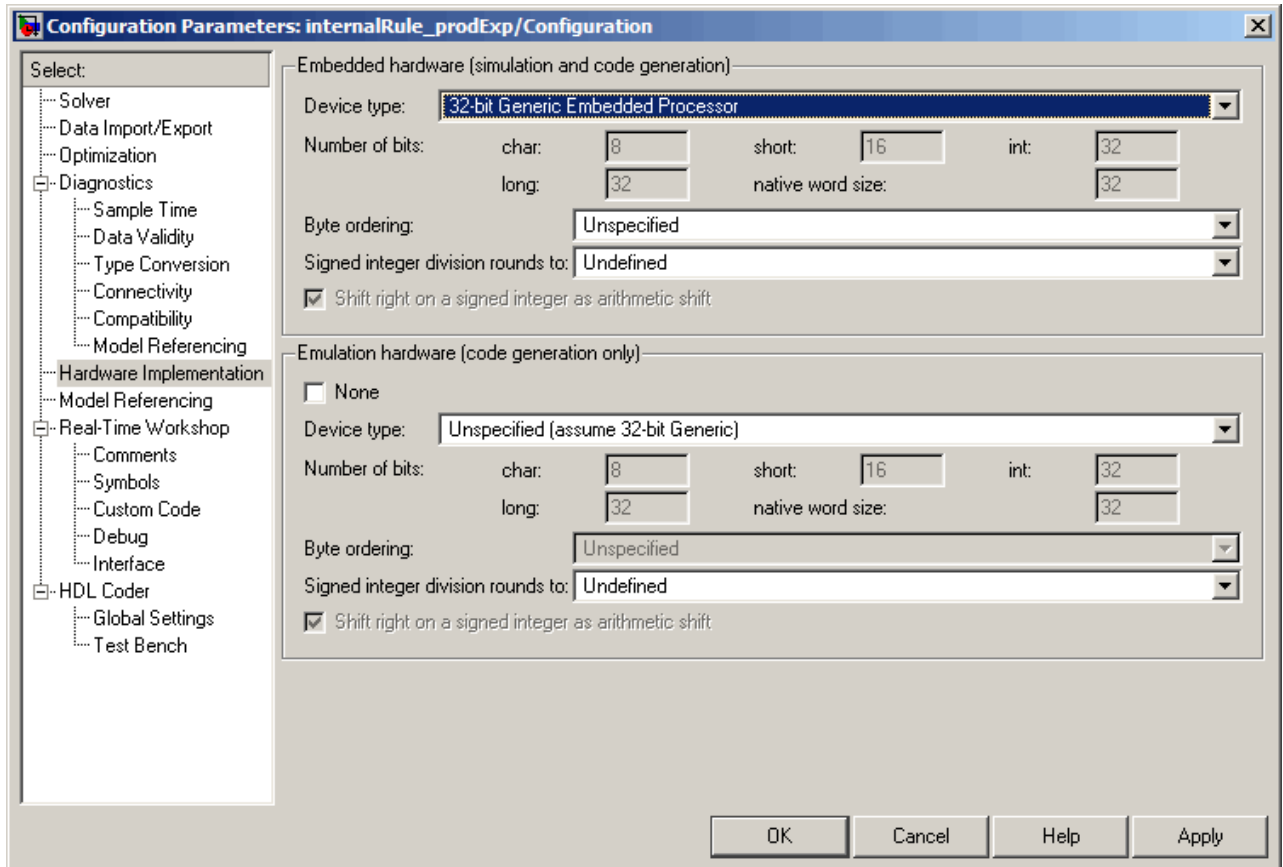 Configuration Parameters: internalRule_prodExp/Configuration
Select:
Solver
Data Import/Export
Optimization
Diagnostics
Sample Time
Data Validity
Type Conversion
Connectivity
Compatibility
Model Referencing
Hardware Implementation
Model Referencing
Real-Time Workshop
Comments
Symbols
Custom Code
Debug
Interface
HDL Coder
Global Settings
Test Bench
Embedded hardware (simulation and code generation)
Device type: 32-bit Generic Embedded Processor
Number of bits: char: 8 short: 16 int: 32
long: 32 native word size: 32
Byte ordering: Unspecified
Signed integer division rounds to: Undefined
Shift right on a signed integer as arithmetic shift
Emulation hardware (code generation only)
None
Device type: Unspecified (assume 32-bit Generic)
Number of bits: char: 8 short: 16 int: 32
long: 32 native word size: 32
Byte ordering: Unspecified
Signed integer division rounds to: Undefined
Shift right on a signed integer as arithmetic shift
OK Cancel Help Apply